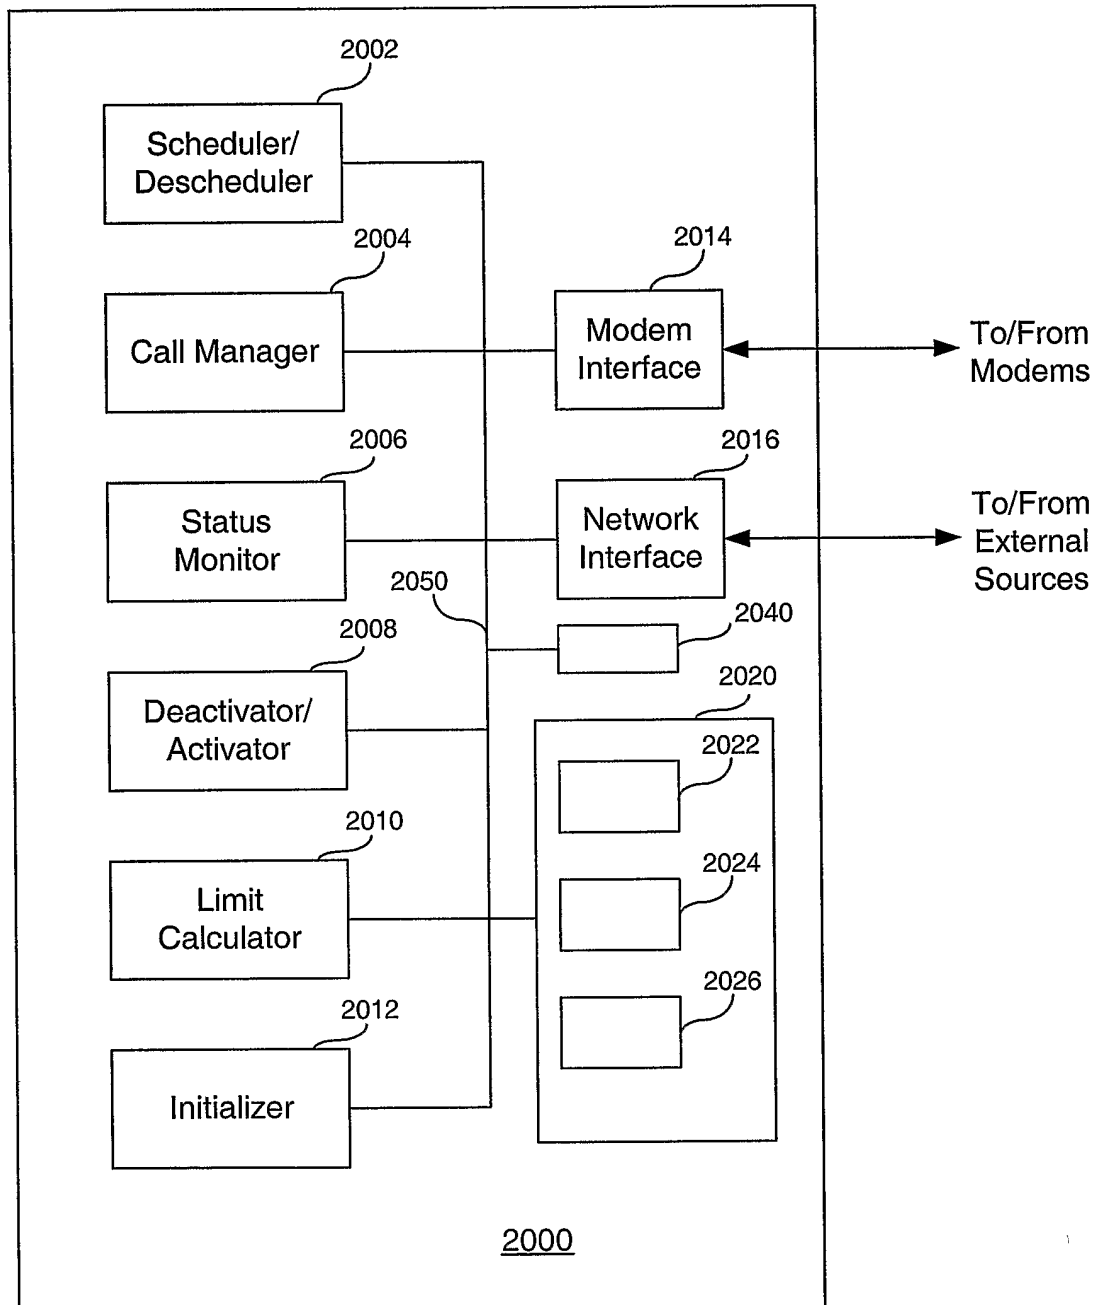 2002
Scheduler/
Descheduler
2004
Call Manager
2014
Modem
Interface
To/From
Modems
2006
Status
Monitor
2016
Network
Interface
To/From
External
Sources
2050
2040
2008
Deactivator/
Activator
2020
2022
2010
Limit
Calculator
2024
2026
2012
Initializer
2000